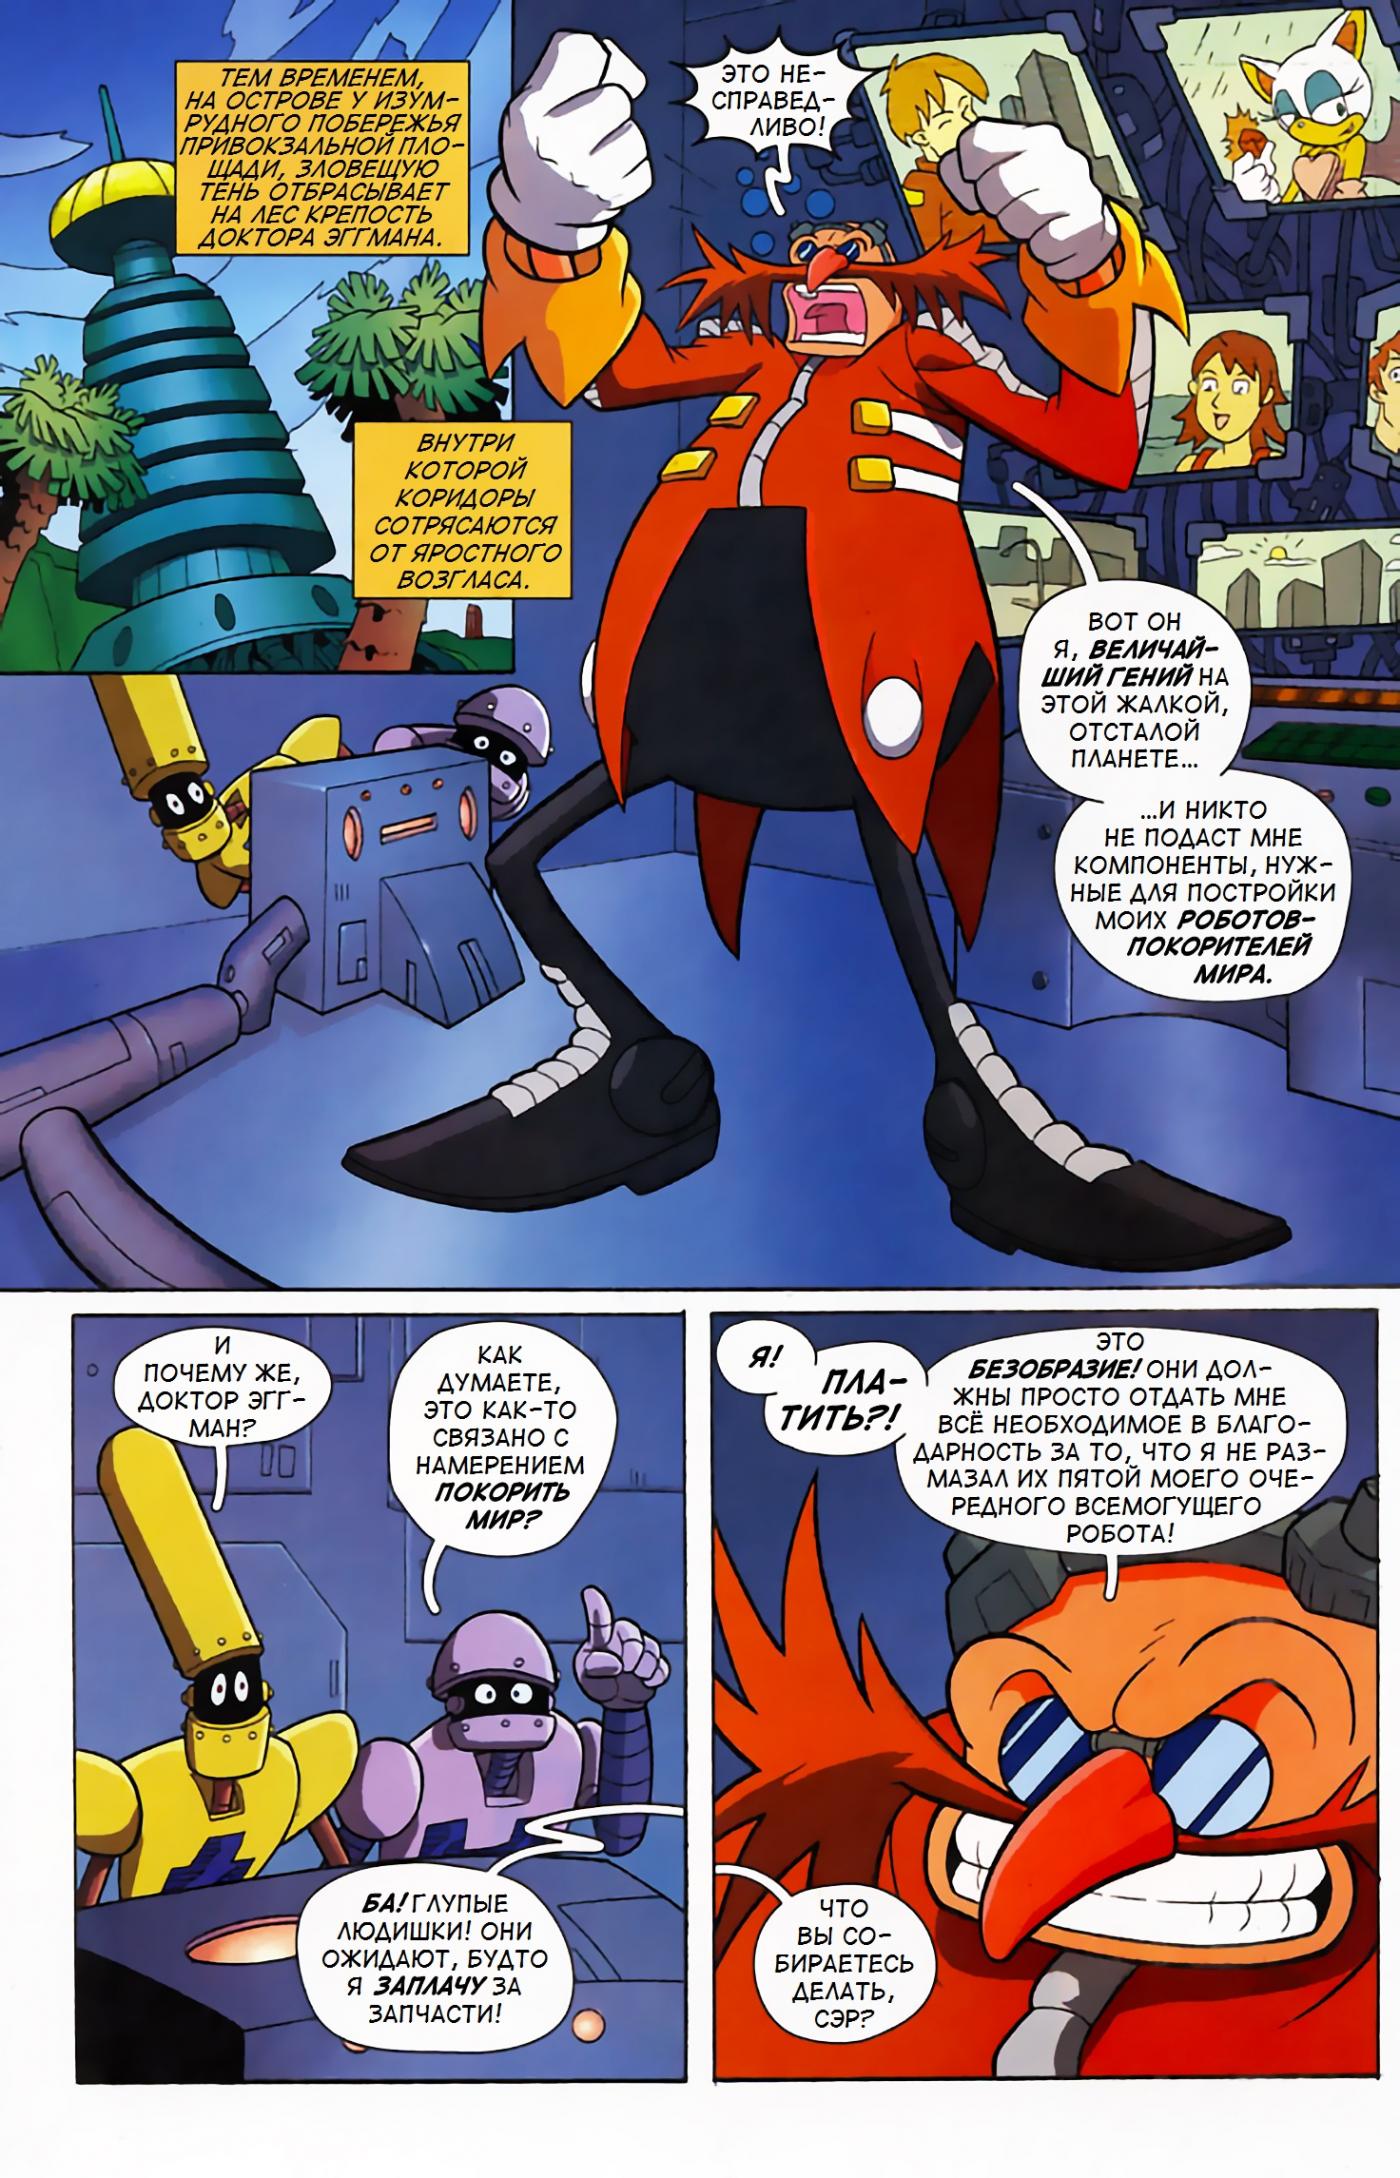 ТЕМ ВРЕМЕНЕМ,
НА ОСТРОВЕ У ИЗУМ-
РУДНОГО ПОБЕРЕЖЬЯ
ПРИВОКЗАЛЬНОЙ ПЛО-
ЩАДИ, ЗЛОВЕЩУЮ
ТЕНЬ ОТБРАСЫВАЕТ
НА ЛЕС КРЕПОСТЬ
ДОКТОРА ЭГГМАНА.
ЭТО НЕ-
СПРАВЕД-
ЛИВО!
ВНУТРИ
КОТОРОЙ
КОРИДОРЫ
СОТРЯСАЮТСЯ
ОТ ЯРОСТНОГО
ВОЗГЛАСА.
ВОТ ОН
Я, ВЕЛИЧАЙ-
ШИЙ ГЕНИЙ НА
ЭТОЙ ЖАЛКОЙ,
ОТСТАЛОЙ
ПЛАНЕТЕ...
...И НИКТО
НЕ ПОДАСТ МНЕ
КОМПОНЕНТЫ, НУЖ-
НЫЕ ДЛЯ ПОСТРОЙКИ
МОИХ РОБОТОВ-
ПОКОРИТЕЛЕЙ
МИРА.
И
ПОЧЕМУ ЖЕ,
ДОКТОР ЭГГ-
МАН?
КАК
ДУМАЕТЕ,
ЭТО КАК-ТО
СВЯЗАНО С
НАМЕРЕНИЕМ
ПОКОРИТЬ
МИР?
БА! ГЛУПЫЕ
ЛЮДИШКИ! ОНИ
ОЖИДАЮТ, БУДТО
Я ЗАПЛАЧУ ЗА
ЗАПЧАСТИ!
Я!
ПЛА-
ТИТЬ?!
ЭТО
БЕЗОБРАЗИЕ! ОНИ ДОЛ-
ЖНЫ ПРОСТО ОТДАТЬ МНЕ
ВСЁ НЕОБХОДИМОЕ В БЛАГО-
ДАРНОСТЬ ЗА ТО, ЧТО Я НЕ РАЗ-
МАЗАЛ ИХ ПЯТОЙ МОЕГО ОЧЕ-
РЕДНОГО ВСЕМОГУЩЕГО
РОБОТА!
ЧТО
ВЫ СО-
БИРАЕТЕСЬ
ДЕЛАТЬ,
СЭР?